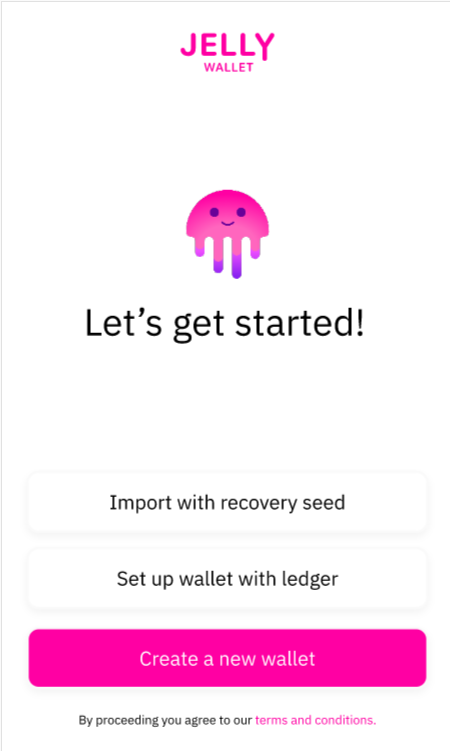 JELLY
WALLET
Let’s get started!
Import with recovery seed
Set up wallet with ledger
Create a new wallet
By proceeding you agree to our terms and conditions.